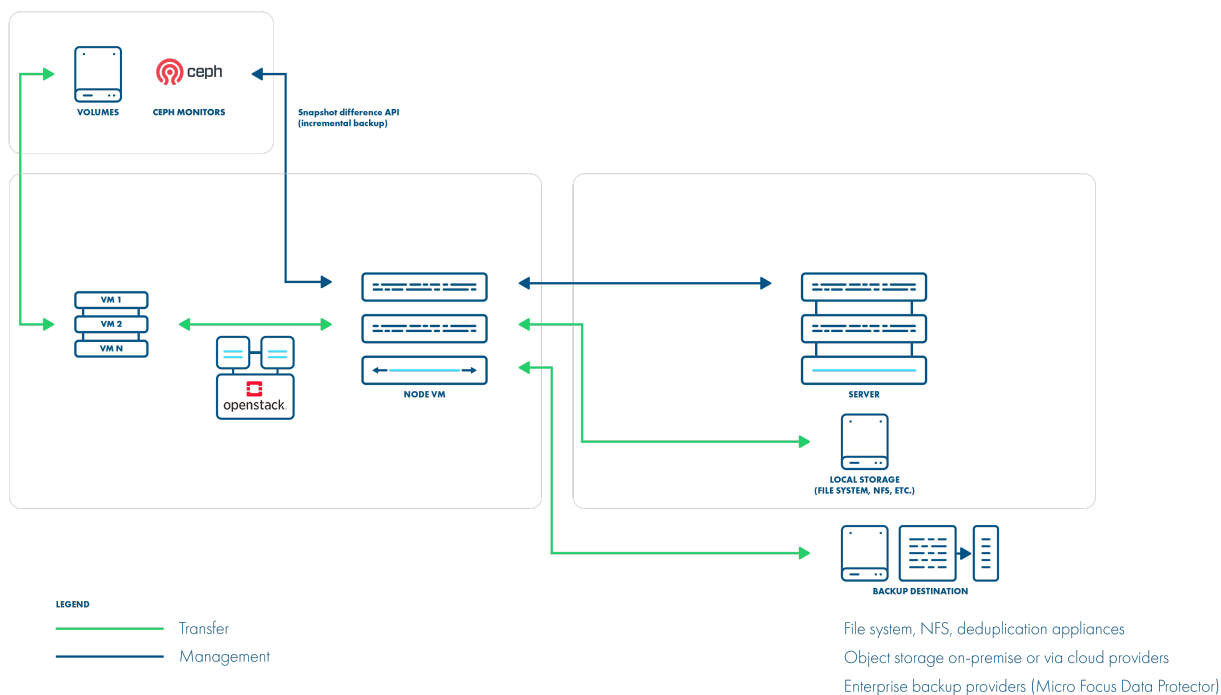 ceph
VOLUMES
CEPH MONITORS
Snapshot difference API
(incremental backup)
VM 1
VM 2
VM N
openstack.
NODE VM
SERVER
LOCAL STORAGE
(FILE SYSTEM, NFS, ETC.)
BACKUP DESTINATION
LEGEND
Transfer
Management
File system, NFS, deduplication appliances
Object storage on-premise or via cloud providers
Enterprise backup providers (Micro Focus Data Protector)